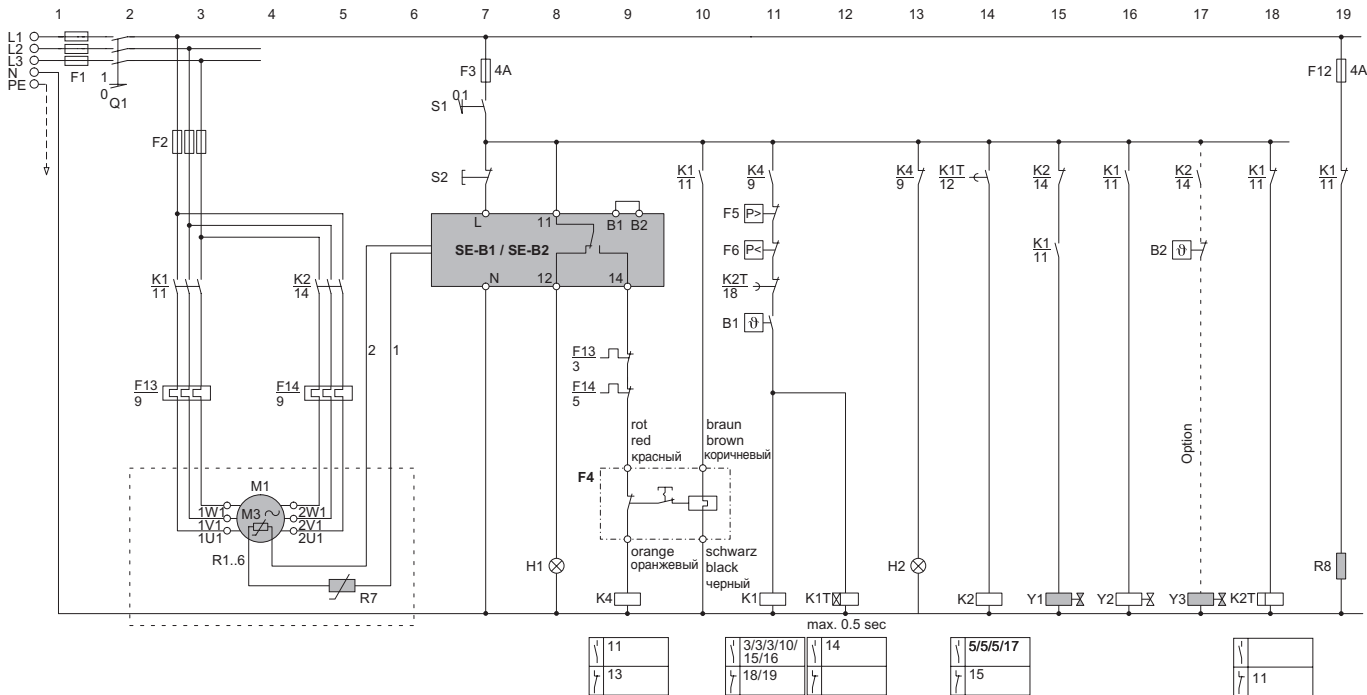 1 2 3 4 5 6 7 8 9 10 11 12 13 14 15 16 17 18 19
L1
L2
L3
N
PE
F1
1
0
Q1
F2
F3 4A
F12 4A
S1 01
S2
K1
11
K4
9
K4
9
K1T
12
K2
14
K1
11
K2
14
K1
11
K1
11
L 11 B1 B2
SE-B1 / SE-B2
N 12 14
F5 P>
F6 P<
K2T
18
B1 ϑ
K1
11
B2 ϑ
K1
11
K2
14
2 1
F13
9
F14
9
F13
3
F14
5
rot
red
красный
braun
brown
коричневый
F4
orange
оранжевый
schwarz
black
черный
Option
M1
M3
1W1
1V1
1U1
2W1
2V1
2U1
R1..6
R7
H1
H2
R8
K4
K1
K1T
K2
Y1
Y2
Y3
K2T
max. 0.5 sec
11
13
3/3/3/10/
15/16
18/19
14
5/5/5/17
15
11